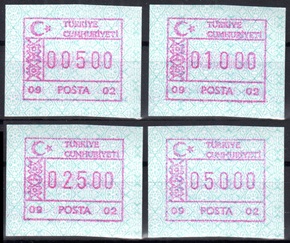 TÜRKİYE
CUMHURİYETİ
00500
09 POSTA 02
TÜRKİYE
CUMHURİYETİ
01000
09 POSTA 02
TÜRKİYE
CUMHURİYETİ
02500
09 POSTA 02
TÜRKİYE
CUMHURİYETİ
05000
09 POSTA 02